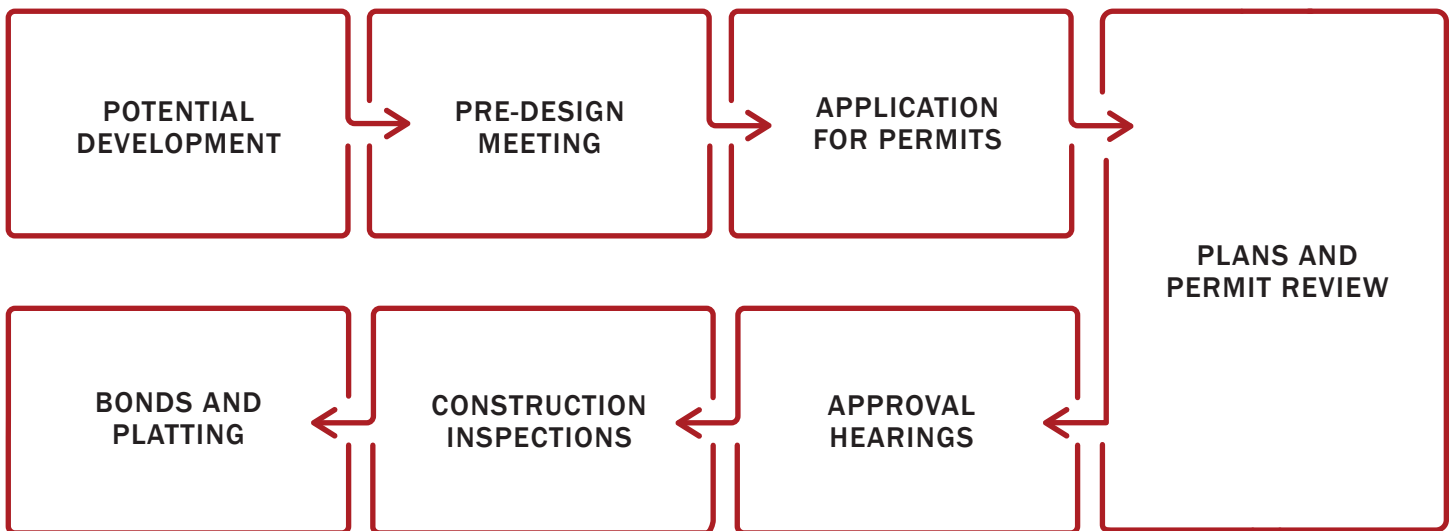 POTENTIAL
DEVELOPMENT
PRE-DESIGN
MEETING
APPLICATION
FOR PERMITS
PLANS AND
PERMIT REVIEW
APPROVAL
HEARINGS
CONSTRUCTION
INSPECTIONS
BONDS AND
PLATTING